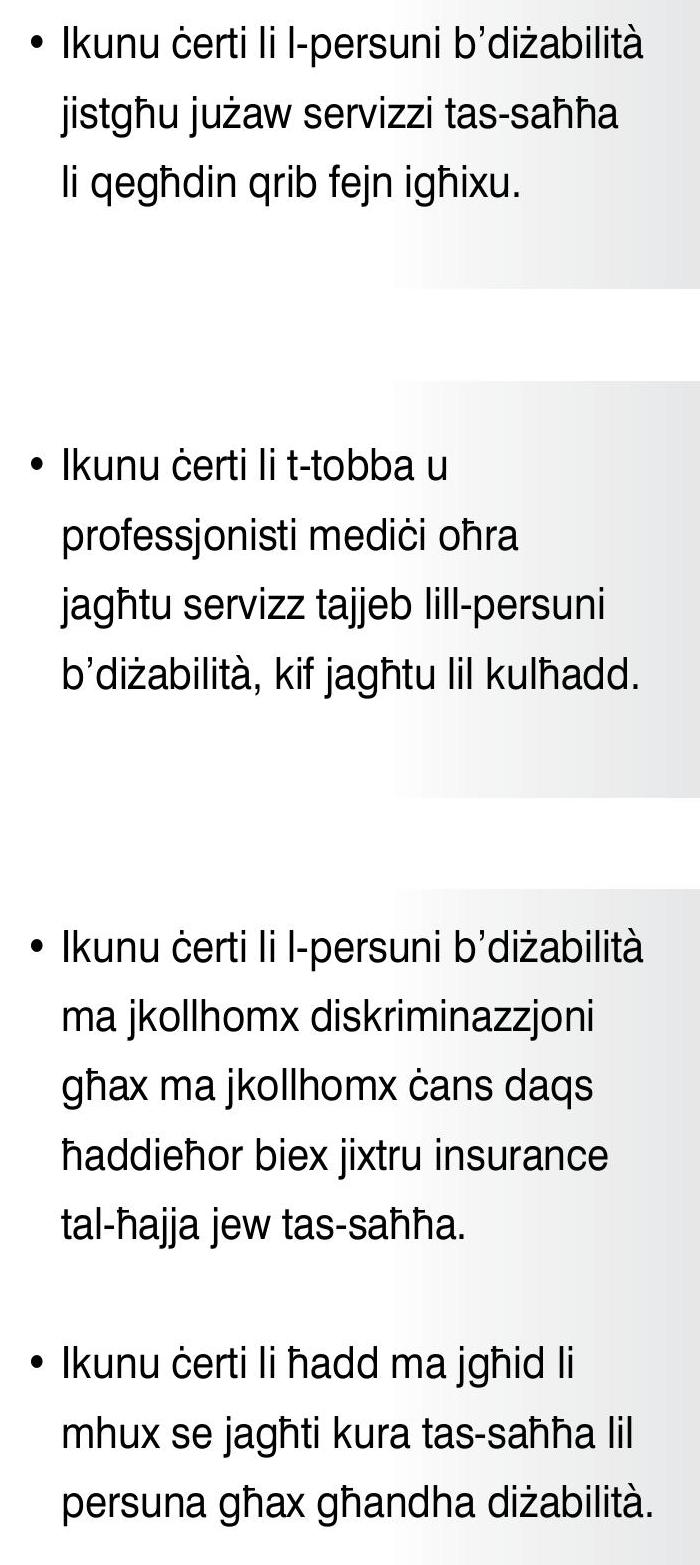 • Ikunu ċerti li l-persuni b’diżabilità
jistgħu jużaw servizzi tas-saħħa
li qegħdin qrib fejn igħixu.
• Ikunu ċerti li t-tobba u
professjonisti mediċi oħra
jagħtu servizz tajjeb lill-persuni
b’diżabilità, kif jagħtu lil kulħadd.
• Ikunu ċerti li l-persuni b’diżabilità
ma jkollhomx diskriminazzjoni
għax ma jkollhomx ċans daqs
ħaddieħor biex jixtru insurance
tal-ħajja jew tas-saħħa.
• Ikunu ċerti li ħadd ma jgħid li
mhux se jagħti kura tas-saħħa lil
persuna għax għandha diżabilità.